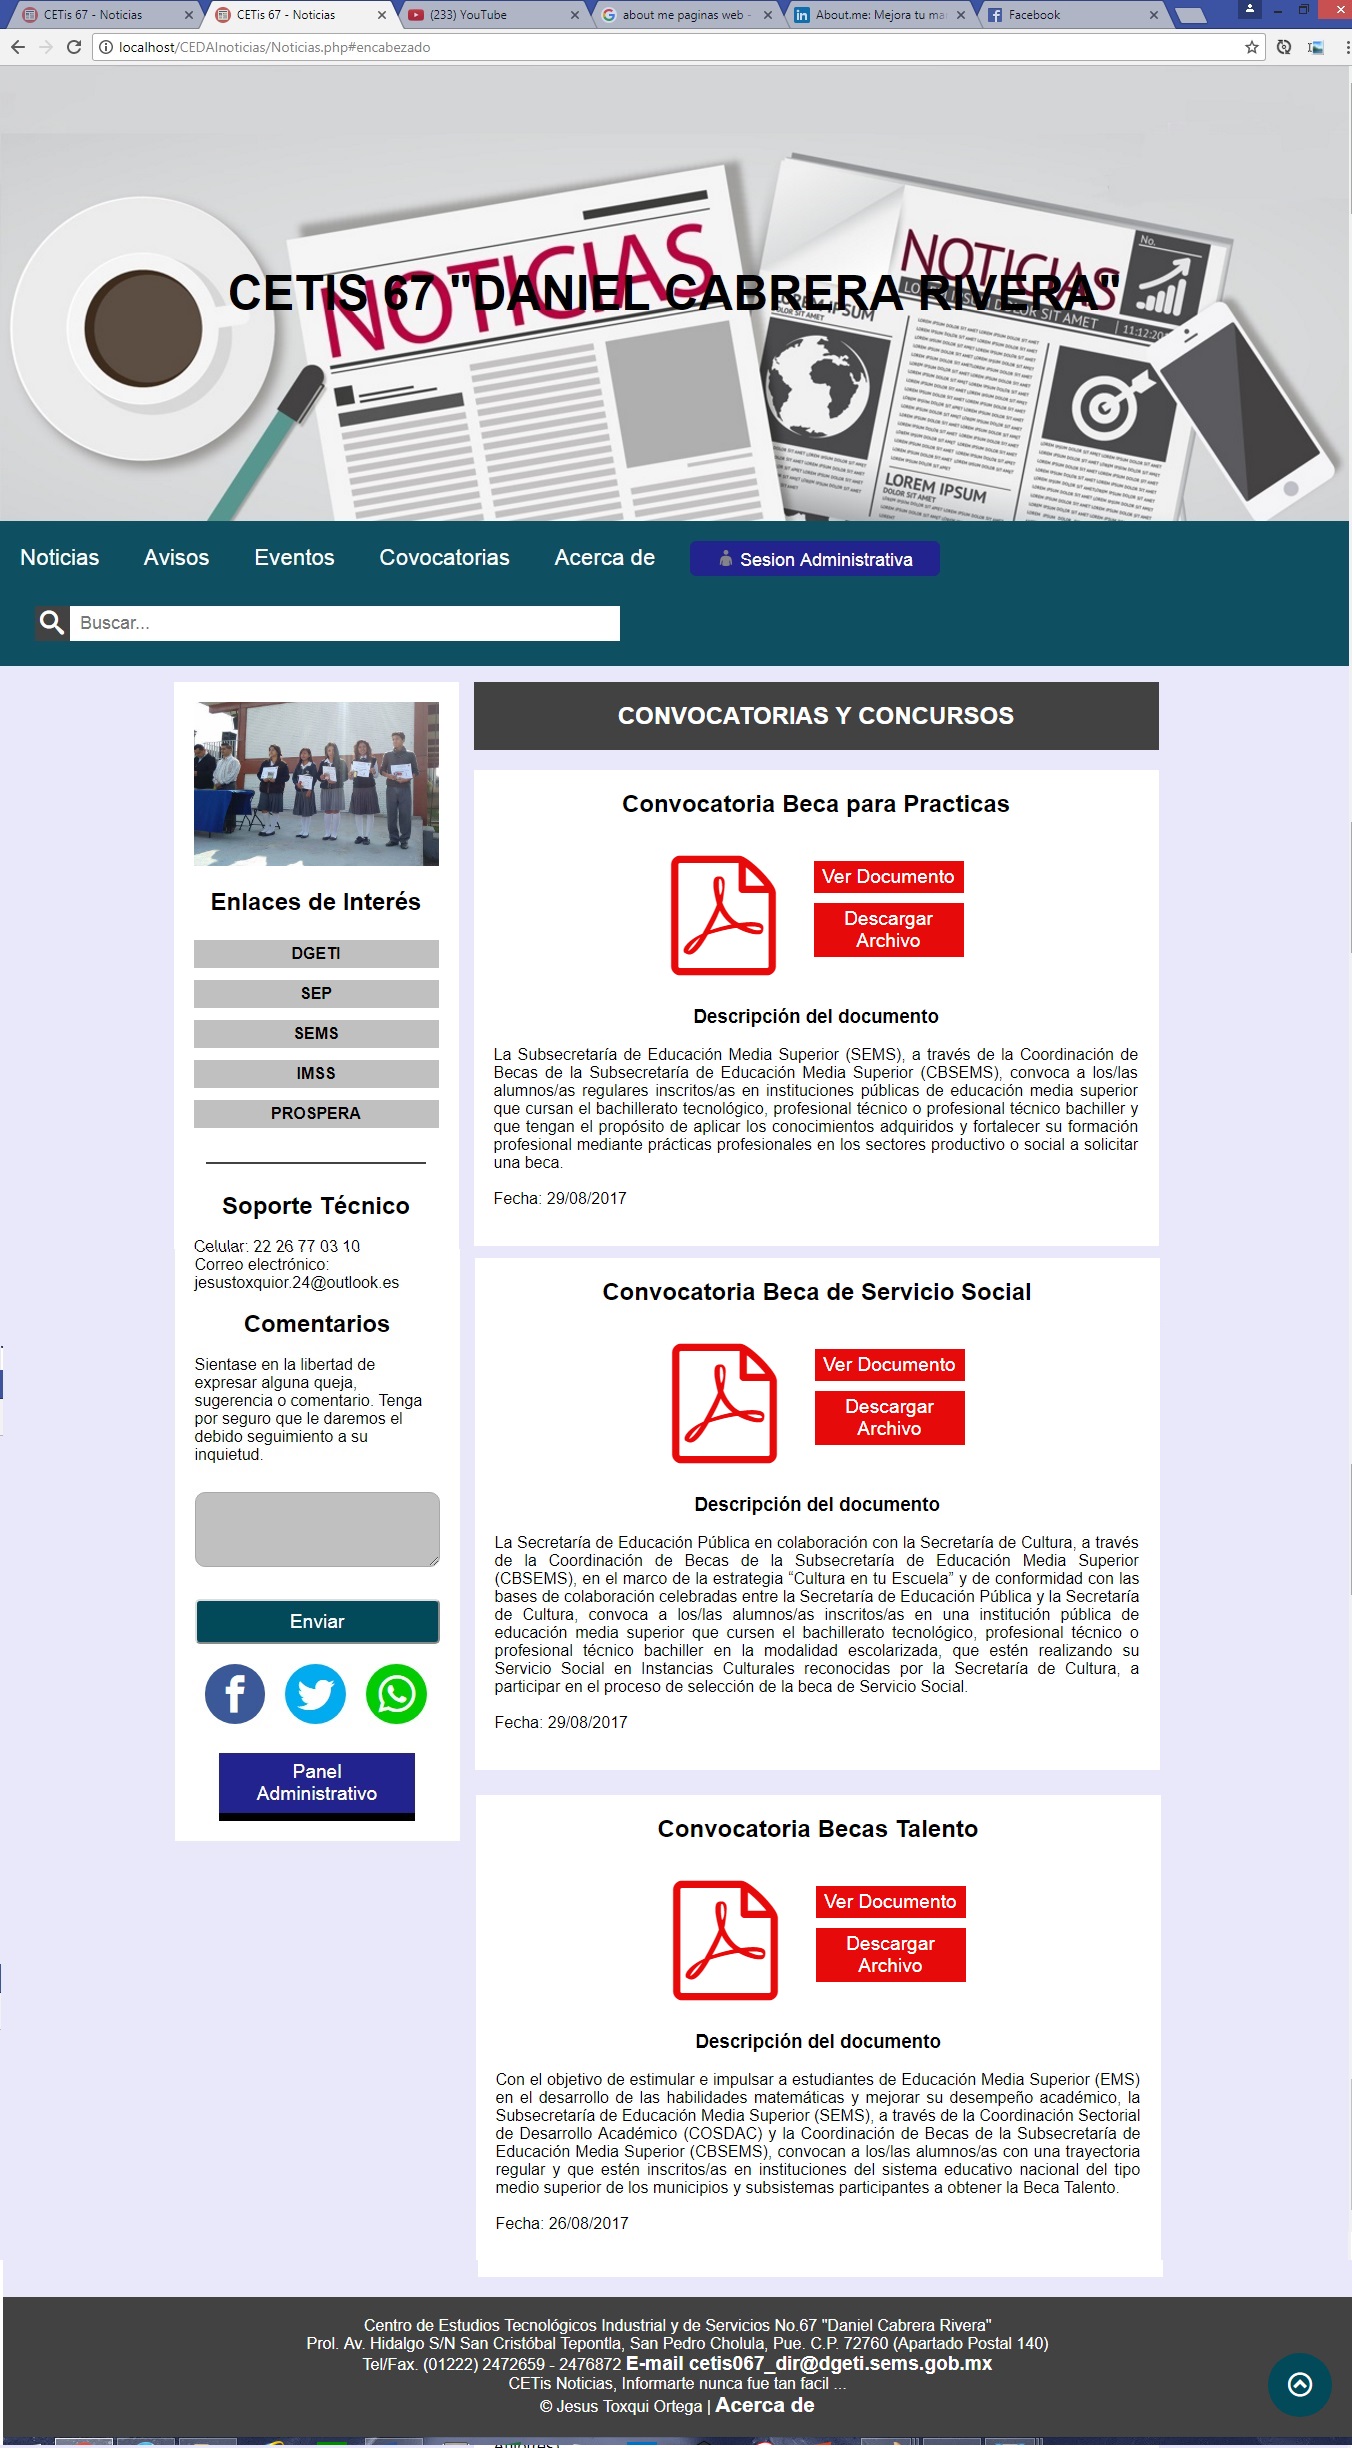 CETis 67 - Noticias
CETis 67 - Noticias
(233) YouTube
about me paginas web -
About.me: Mejora tu ma
Facebook
localhost/CEDAInoticias/Noticias.php#encabezado
NOTICIAS
NOTICIAS
No.
CETIS 67 "DANIEL CABRERA RIVERA"
LOREM IPSUM DOLOR SIT AMET
LOREM IPSUM
DOLOR SIT AMET
LOREM IPSUM
DOLOR SIT AMET
Noticias
Avisos
Eventos
Covocatorias
Acerca de
Sesion Administrativa
Buscar...
Enlaces de Interés
DGETI
SEP
SEMS
IMSS
PROSPERA
Soporte Técnico
Celular: 22 26 77 03 10
Correo electrónico:
jesustoxquior.24@outlook.es
Comentarios
Sientase en la libertad de
expresar alguna queja,
sugerencia o comentario. Tenga
por seguro que le daremos el
debido seguimiento a su
inquietud.
Enviar
Panel
Administrativo
CONVOCATORIAS Y CONCURSOS
Convocatoria Beca para Practicas
Ver Documento
Descargar
Archivo
Descripción del documento
La Subsecretaría de Educación Media Superior (SEMS), a través de la Coordinación de
Becas de la Subsecretaría de Educación Media Superior (CBSEMS), convoca a los/las
alumnos/as regulares inscritos/as en instituciones públicas de educación media superior
que cursan el bachillerato tecnológico, profesional técnico o profesional técnico bachiller y
que tengan el propósito de aplicar los conocimientos adquiridos y fortalecer su formación
profesional mediante prácticas profesionales en los sectores productivo o social a solicitar
una beca.
Fecha: 29/08/2017
Convocatoria Beca de Servicio Social
Ver Documento
Descargar
Archivo
Descripción del documento
La Secretaría de Educación Pública en colaboración con la Secretaría de Cultura, a través
de la Coordinación de Becas de la Subsecretaría de Educación Media Superior
(CBSEMS), en el marco de la estrategia “Cultura en tu Escuela” y de conformidad con las
bases de colaboración celebradas entre la Secretaría de Educación Pública y la Secretaría
de Cultura, convoca a los/las alumnos/as inscritos/as en una institución pública de
educación media superior que cursen el bachillerato tecnológico, profesional técnico o
profesional técnico bachiller en la modalidad escolarizada, que estén realizando su
Servicio Social en Instancias Culturales reconocidas por la Secretaría de Cultura, a
participar en el proceso de selección de la beca de Servicio Social.
Fecha: 29/08/2017
Convocatoria Becas Talento
Ver Documento
Descargar
Archivo
Descripción del documento
Con el objetivo de estimular e impulsar a estudiantes de Educación Media Superior (EMS)
en el desarrollo de las habilidades matemáticas y mejorar su desempeño académico, la
Subsecretaría de Educación Media Superior (SEMS), a través de la Coordinación Sectorial
de Desarrollo Académico (COSDAC) y la Coordinación de Becas de la Subsecretaría de
Educación Media Superior (CBSEMS), convocan a los/las alumnos/as con una trayectoria
regular y que estén inscritos/as en instituciones del sistema educativo nacional del tipo
medio superior de los municipios y subsistemas participantes a obtener la Beca Talento.
Fecha: 26/08/2017
Centro de Estudios Tecnológicos Industrial y de Servicios No.67 "Daniel Cabrera Rivera"
Prol. Av. Hidalgo S/N San Cristóbal Tepontla, San Pedro Cholula, Pue. C.P. 72760 (Apartado Postal 140)
Tel/Fax. (01222) 2472659 - 2476872 E-mail cetis067_dir@dgeti.sems.gob.mx
CETis Noticias, Informarte nunca fue tan facil ...
© Jesus Toxqui Ortega | Acerca de